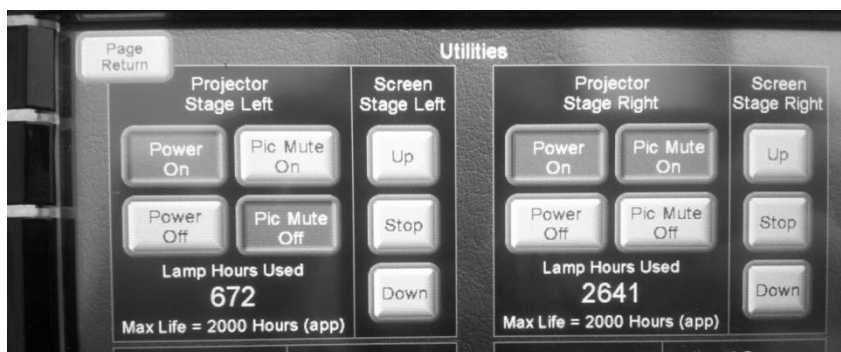 Page
Return
Utilities
Projector
Stage Left
Power
On
Pic Mute
On
Power
Off
Pic Mute
Off
Lamp Hours Used
672
Max Life = 2000 Hours (app)
Screen
Stage Left
Up
Stop
Down
Projector
Stage Right
Power
On
Pic Mute
On
Power
Off
Pic Mute
Off
Lamp Hours Used
2641
Max Life = 2000 Hours (app)
Screen
Stage Right
Up
Stop
Down